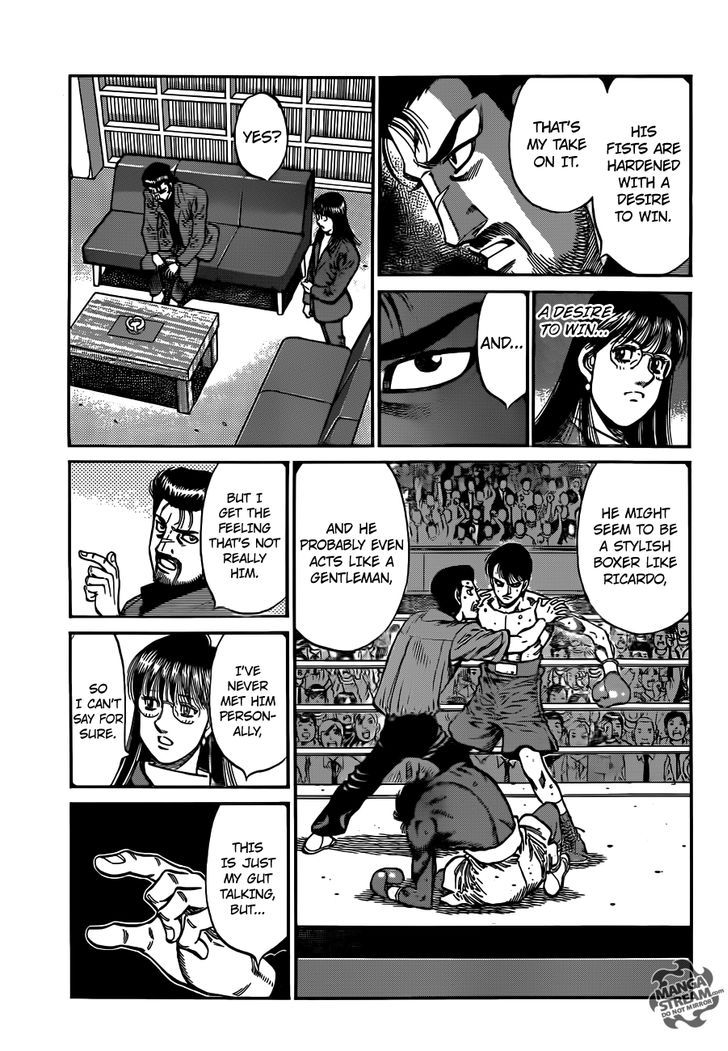 HIS
FISTS ARE
HARDENED
WITH A
DESIRE
TO WIN.
THAT'S
MY TAKE
ON IT.
YES?
A DESIRE
TO WIN...
AND...
HE MIGHT
SEEM TO BE
A STYLISH
BOXER LIKE
RICARDO,
AND HE
PROBABLY EVEN
ACTS LIKE A
GENTLEMAN,
BUT I
GET THE
FEELING
THAT'S NOT
REALLY
HIM.
I'VE
NEVER
MET HIM
PERSON-
ALLY,
SO
I CAN'T
SAY FOR
SURE.
THIS
IS JUST
MY GUT
TALKING,
BUT...
MANGA
STREAM.COM
DO NOT MIRROR